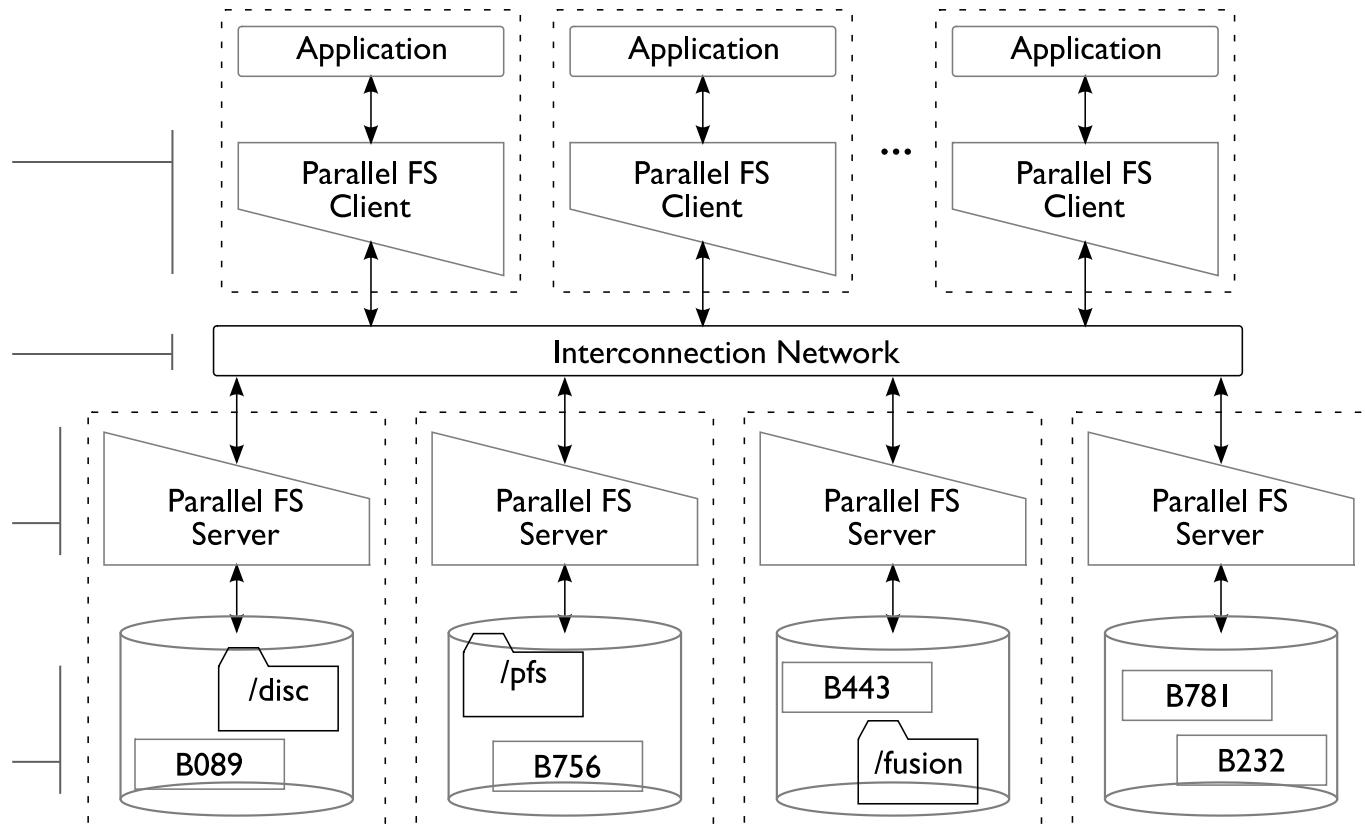 Application
Application
Application
Parallel FS
Client
Parallel FS
Client
...
Parallel FS
Client
Interconnection Network
Parallel FS
Server
Parallel FS
Server
Parallel FS
Server
Parallel FS
Server
/disc
B089
/pfs
B756
B443
/fusion
B781
B232